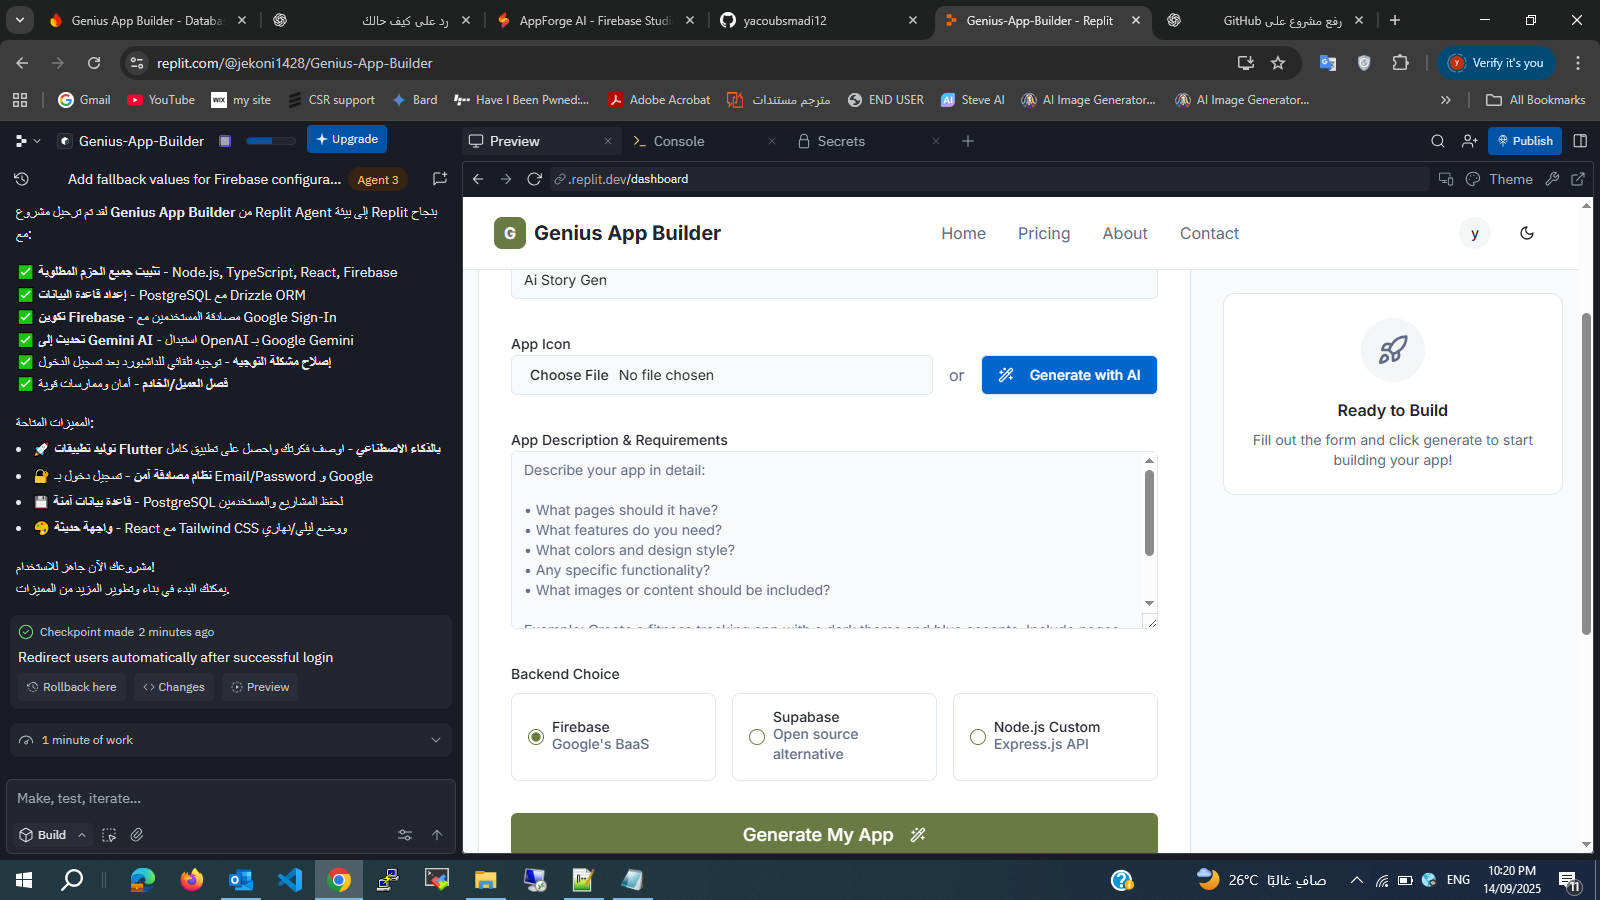 Genius App Builder - Databa
رد على كيف حالك
AppForge AI - Firebase Studi
yacoubsmadi12
Genius-App-Builder - Replit
رفع مشروع على GitHub
replit.com/@jekoni1428/Genius-App-Builder
y
Verify it's you
Gmail
YouTube
WIX my site
CSR support
Bard
Have I Been Pwned:...
Adobe Acrobat
مترجم مستندات
END USER
Steve AI
AI Image Generator...
AI Image Generator...
All Bookmarks
Genius-App-Builder
Upgrade
Preview
Console
Secrets
Publish
Add fallback values for Firebase configura...
Agent 3
.replit.dev/dashboard
Theme
لقد تم ترحيل مشروع Genius App Builder من Replit Agent إلى بيئة Replit بنجاح
مع:
✅ تثبيت جميع الحزم المطلوبة - Node.js, TypeScript, React, Firebase
✅ إعداد قاعدة البيانات - PostgreSQL مع Drizzle ORM
✅ تكوين Firebase - مصادقة المستخدمين مع Google Sign-In
✅ تحديث إلى Gemini AI - استبدال OpenAI بـ Google Gemini
✅ إصلاح مشكلة التوجيه - توجيه تلقائي للداشبورد بعد تسجيل الدخول
✅ فصل العميل/الخادم - أمان وممارسات قوية
المميزات المتاحة:
• 🚀 توليد تطبيقات Flutter بالذكاء الاصطناعي - اوصف فكرتك واحصل على تطبيق كامل
• 🔐 نظام مصادقة آمن - تسجيل دخول بـ Email/Password و Google
• 💾 قاعدة بيانات آمنة - PostgreSQL لحفظ المشاريع والمستخدمين
• 🎨 واجهة حديثة - React مع Tailwind CSS ووضع ليلي/نهاري
مشروعك الآن جاهز للاستخدام!
يمكنك البدء في بناء وتطوير المزيد من المميزات.
Checkpoint made 2 minutes ago
Redirect users automatically after successful login
Rollback here
Changes
Preview
1 minute of work
Make, test, iterate...
Build
G
Genius App Builder
Home
Pricing
About
Contact
y
Ai Story Gen
App Icon
Choose File No file chosen
or
Generate with AI
App Description & Requirements
Describe your app in detail:
• What pages should it have?
• What features do you need?
• What colors and design style?
• Any specific functionality?
• What images or content should be included?
Example: Create a fitness tracking app with a dark theme and blue accents. Include pages
Backend Choice
Firebase
Google's BaaS
Supabase
Open source
alternative
Node.js Custom
Express.js API
Generate My App
Ready to Build
Fill out the form and click generate to start
building your app!
26°C صافٍ غالبًا
ENG
10:20 PM
14/09/2025
11